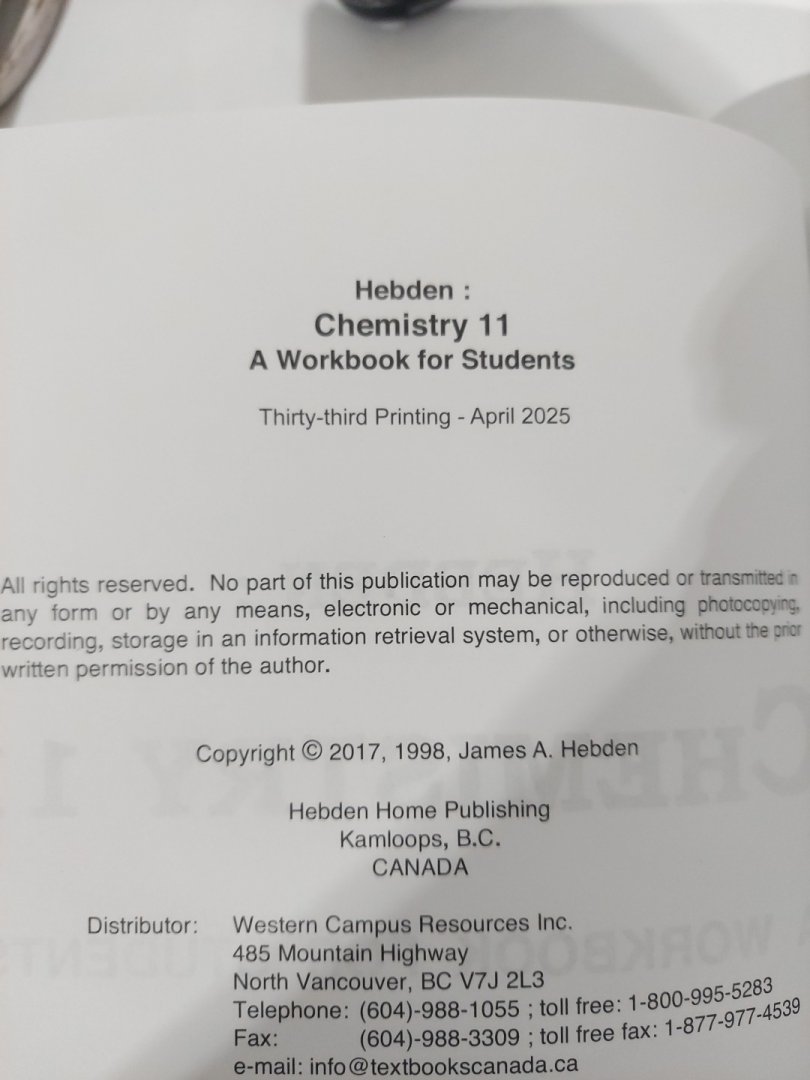 Hebden :
Chemistry 11
A Workbook for Students
Thirty-third Printing - April 2025
All rights reserved. No part of this publication may be reproduced or transmitted in
any form or by any means, electronic or mechanical, including photocopying,
recording, storage in an information retrieval system, or otherwise, without the prior
written permission of the author.
Copyright © 2017, 1998, James A. Hebden
Hebden Home Publishing
Kamloops, B.C.
CANADA
Distributor: Western Campus Resources Inc.
485 Mountain Highway
North Vancouver, BC V7J 2L3
Telephone: (604)-988-1055 ; toll free: 1-800-995-5283
Fax: (604)-988-3309 ; toll free fax: 1-877-977-4539
e-mail: info@textbookscanada.ca